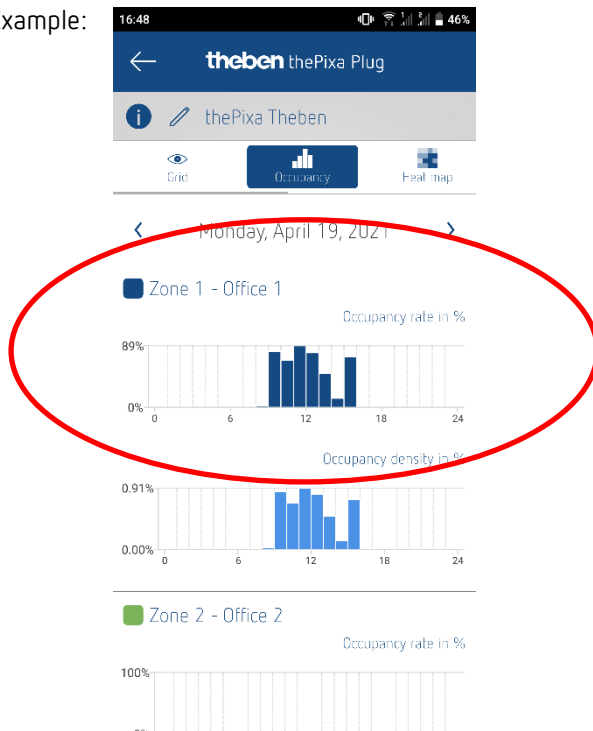 xample:
16:48 46%
theben thePixa Plug
i thePixa Theben
Grid Occupancy Heat map
Monday, April 19, 2021
Zone 1 - Office 1
Occupancy rate in %
89%
0%
0 6 12 18 24
Occupancy density in %
0.91%
0.00%
0 6 12 18 24
Zone 2 - Office 2
Occupancy rate in %
100%